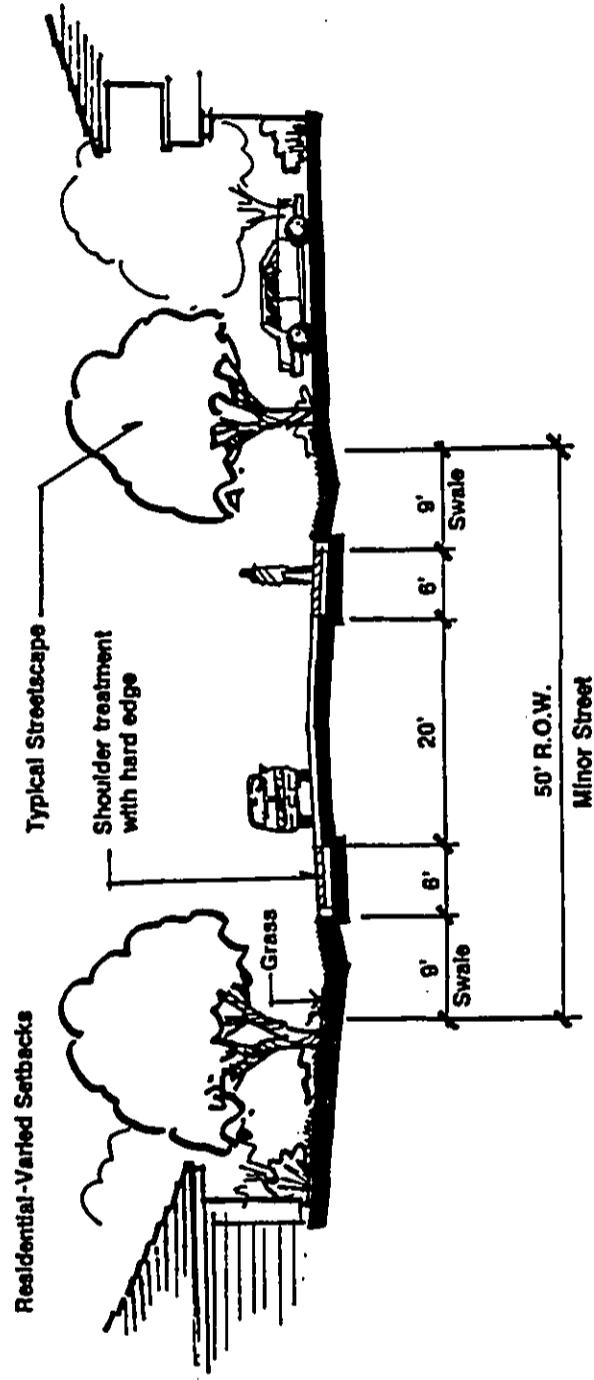 Residential-Varied Setbacks
Typical Streetscape
Shoulder treatment
with hard edge
Grass
9'
Swale
6'
20'
6'
9'
Swale
50' R.O.W.
Minor Street